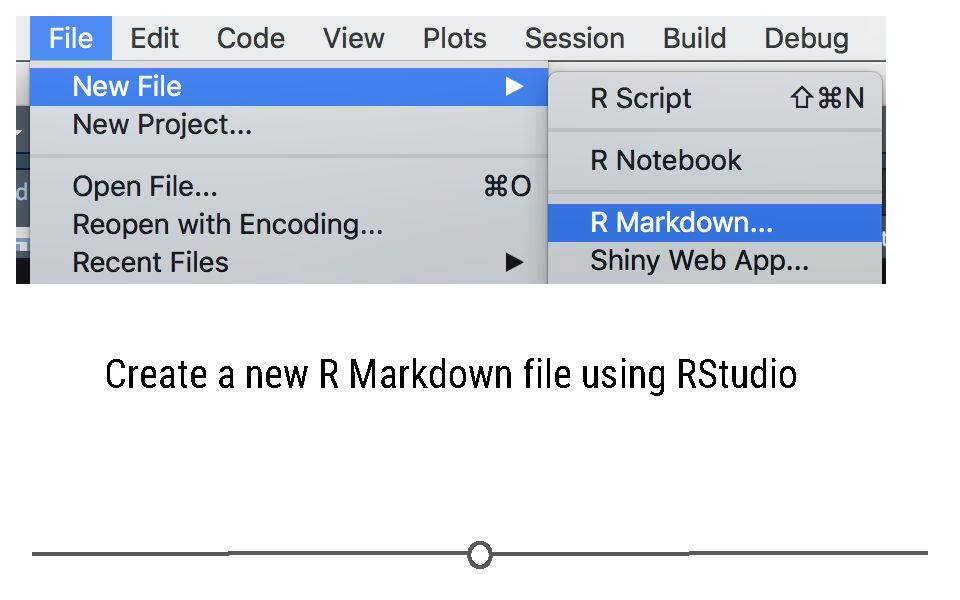 File Edit Code View Plots Session Build Debug
New File ▶
New Project...
Open File... ⌘O
Reopen with Encoding...
Recent Files ▶
R Script ⇧⌘N
R Notebook
R Markdown...
Shiny Web App...
Create a new R Markdown file using RStudio